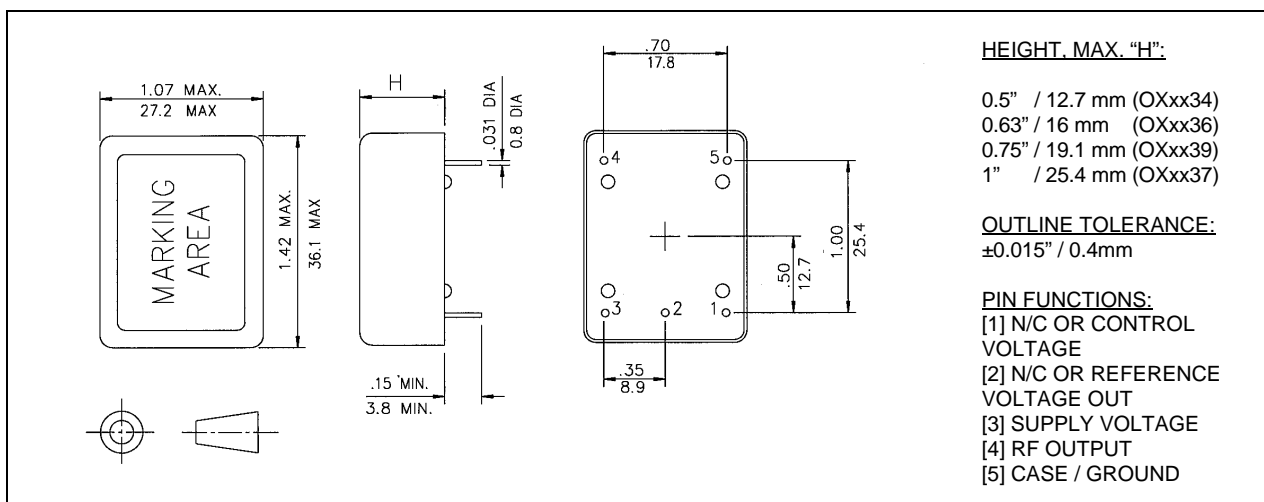 1.07 MAX.
27.2 MAX
MARKING
AREA
1.42 MAX.
36.1 MAX
H
.031 DIA
0.8 DIA
.15 MIN.
3.8 MIN.
.70
17.8
4
5
3
2
1
.35
8.9
.50
12.7
1.00
25.4
HEIGHT, MAX. “H”:
0.5” / 12.7 mm (OXxx34)
0.63” / 16 mm (OXxx36)
0.75” / 19.1 mm (OXxx39)
1” / 25.4 mm (OXxx37)
OUTLINE TOLERANCE:
±0.015” / 0.4mm
PIN FUNCTIONS:
[1] N/C OR CONTROL
VOLTAGE
[2] N/C OR REFERENCE
VOLTAGE OUT
[3] SUPPLY VOLTAGE
[4] RF OUTPUT
[5] CASE / GROUND